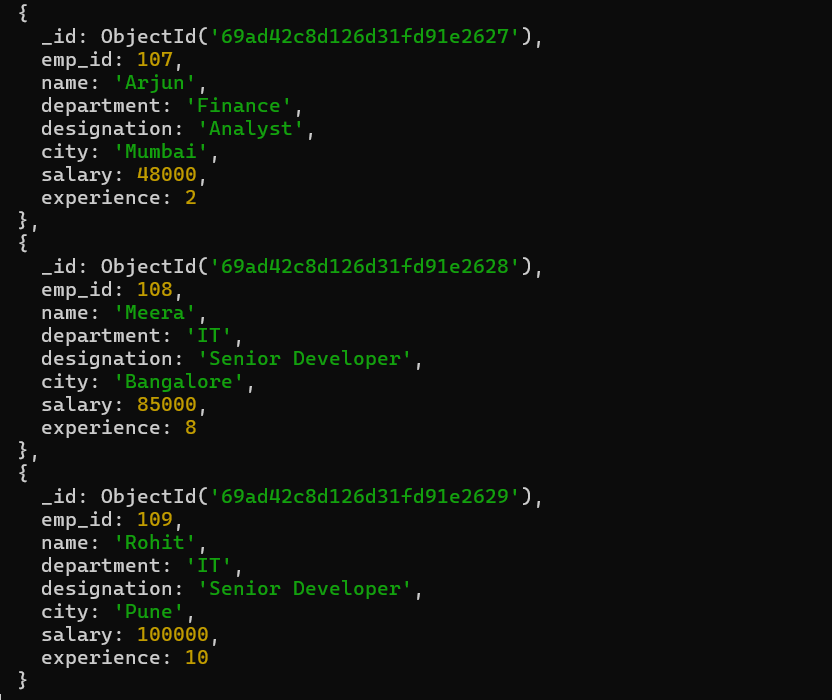 {
_id: ObjectId('69ad42c8d126d31fd91e2627'),
emp_id: 107,
name: 'Arjun',
department: 'Finance',
designation: 'Analyst',
city: 'Mumbai',
salary: 48000,
experience: 2
},
{
_id: ObjectId('69ad42c8d126d31fd91e2628'),
emp_id: 108,
name: 'Meera',
department: 'IT',
designation: 'Senior Developer',
city: 'Bangalore',
salary: 85000,
experience: 8
},
{
_id: ObjectId('69ad42c8d126d31fd91e2629'),
emp_id: 109,
name: 'Rohit',
department: 'IT',
designation: 'Senior Developer',
city: 'Pune',
salary: 100000,
experience: 10
}